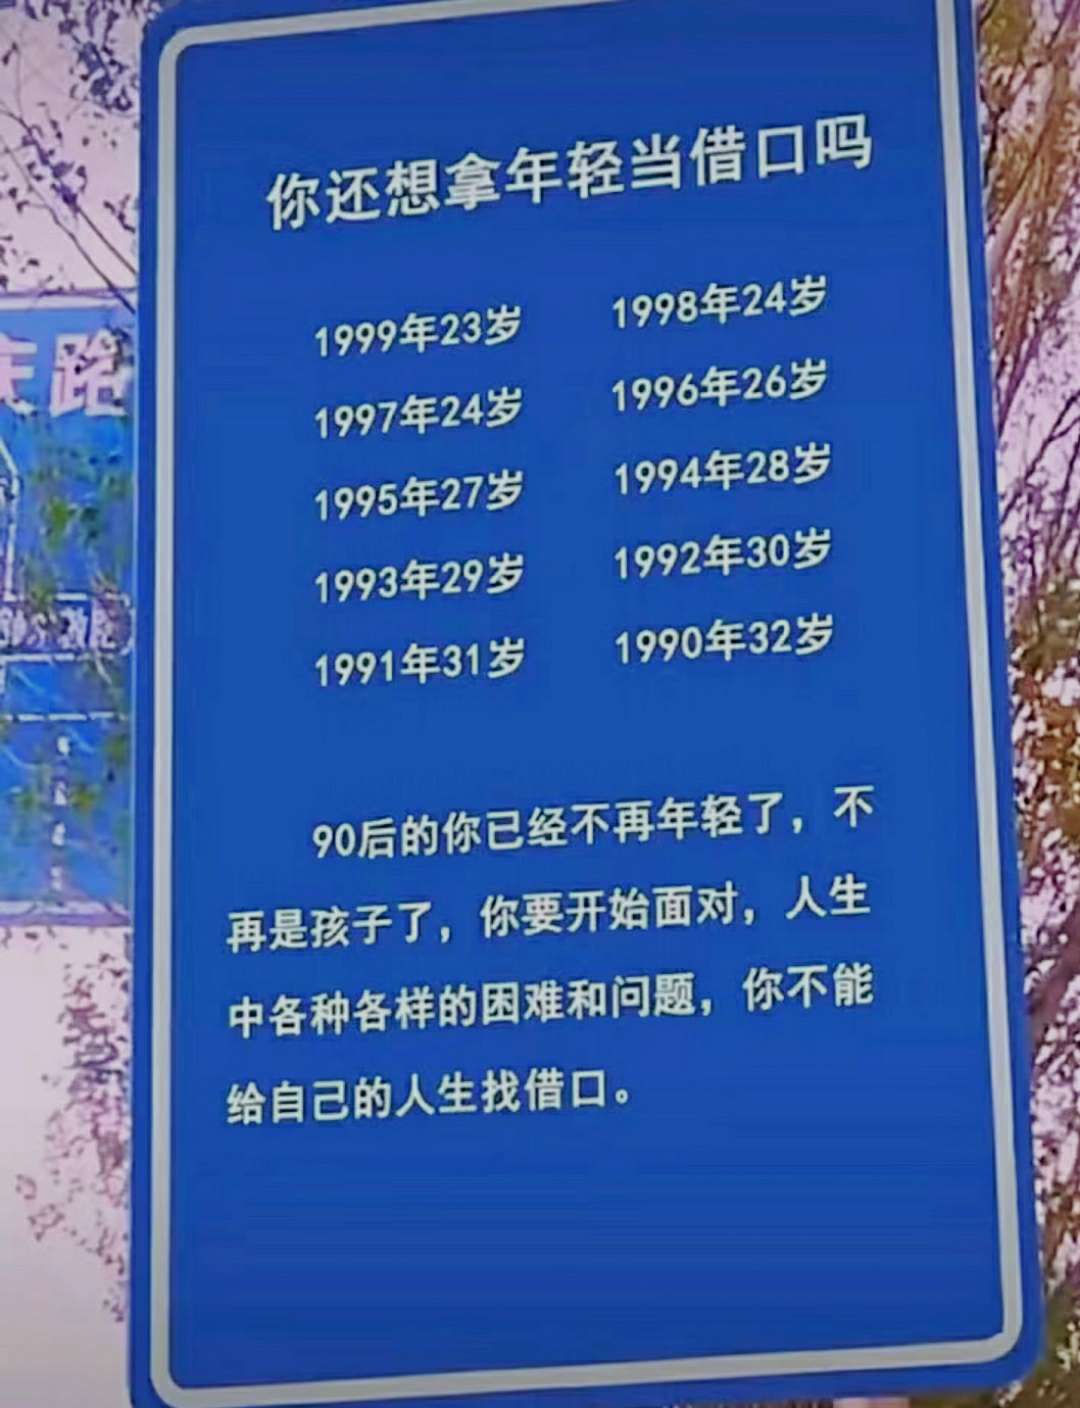 你还想拿年轻当借口吗
1999年23岁 1998年24岁
1997年24岁 1996年26岁
1995年27岁 1994年28岁
1993年29岁 1992年30岁
1991年31岁 1990年32岁
90后的你已经不再年轻了，不
再是孩子了，你要开始面对，人生
中各种各样的困难和问题，你不能
给自己的人生找借口。
路